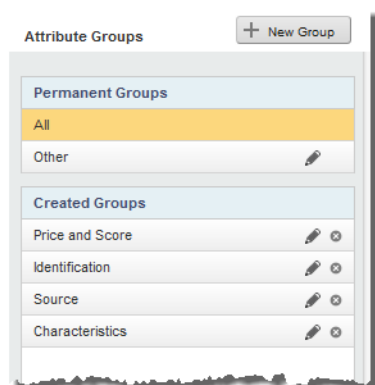 Attribute Groups
New Group
Permanent Groups
All
Other
Created Groups
Price and Score
Identification
Source
Characteristics